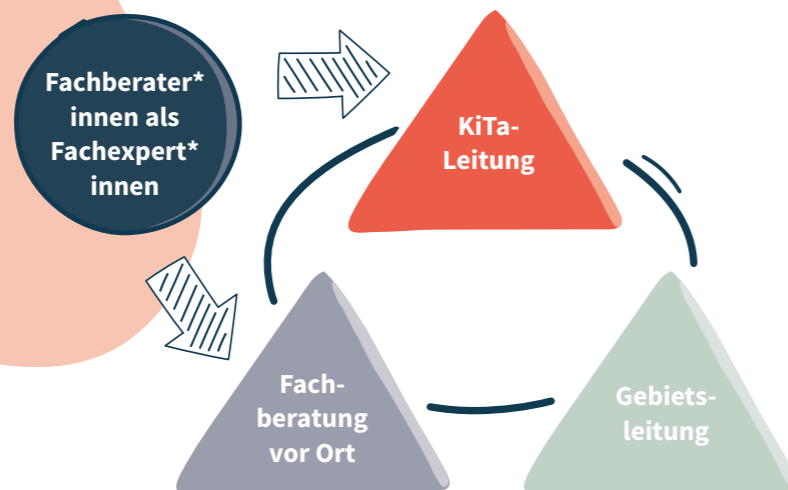 Fachberater*
innen als
Fachexpert*
innen
KiTa-
Leitung
Fach-
beratung
vor Ort
Gebiets-
leitung